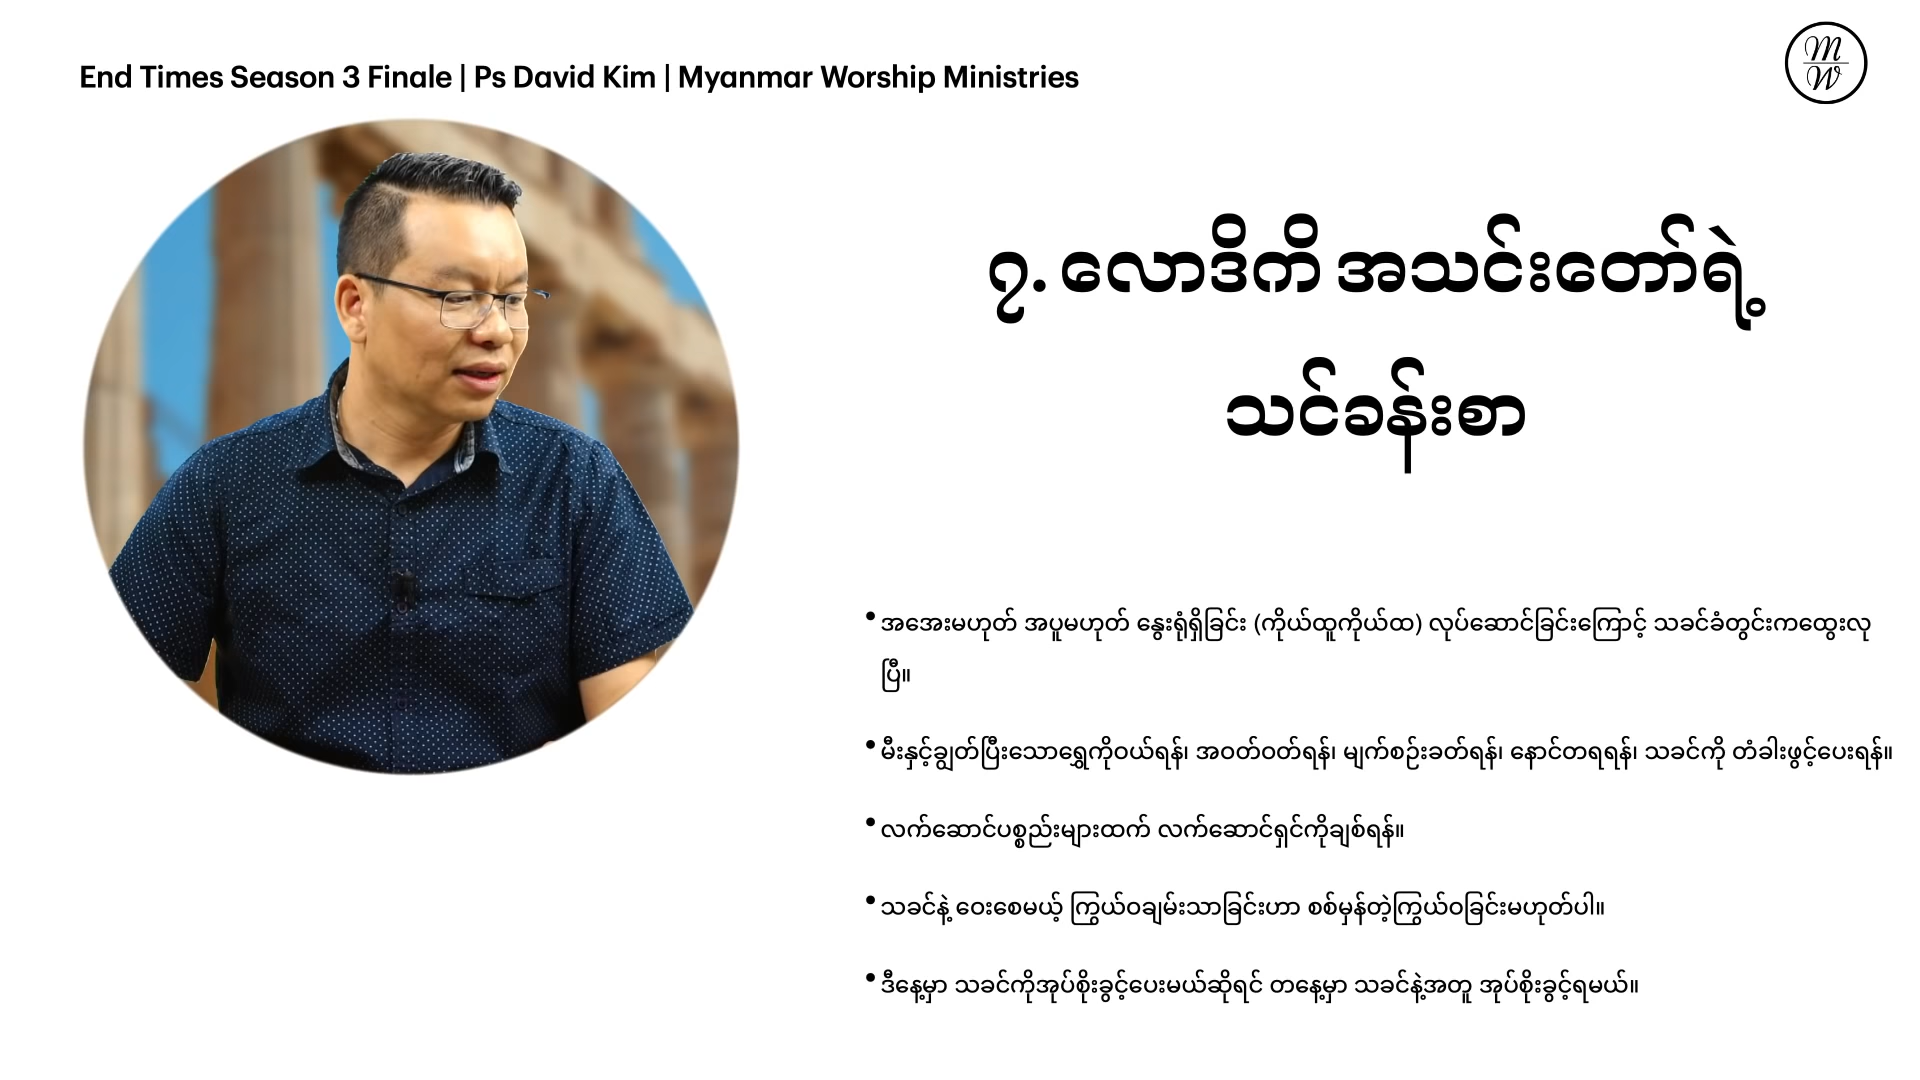 End Times Season 3 Finale | Ps David Kim | Myanmar Worship Ministries
M
W
၇. လောဒိကိ အသင်းတော်ရဲ့
သင်ခန်းစာ
• အအေးမဟုတ် အပူမဟုတ် နွေးရုံရှိခြင်း (ကိုယ်ထူကိုယ်ထ) လုပ်ဆောင်ခြင်းကြောင့် သခင်ခံတွင်းကထွေးလု
ပြီ။
• မီးနှင့်ချွတ်ပြီးသောရွှေကိုဝယ်ရန်၊ အဝတ်ဝတ်ရန်၊ မျက်စဉ်းခတ်ရန်၊ နောင်တရရန်၊ သခင်ကို တံခါးဖွင့်ပေးရန်။
• လက်ဆောင်ပစ္စည်းများထက် လက်ဆောင်ရှင်ကိုချစ်ရန်။
• သခင်နဲ့ ဝေးစေမယ့် ကြွယ်ဝချမ်းသာခြင်းဟာ စစ်မှန်တဲ့ကြွယ်ဝခြင်းမဟုတ်ပါ။
• ဒီနေ့မှာ သခင်ကိုအုပ်စိုးခွင့်ပေးမယ်ဆိုရင် တနေ့မှာ သခင်နဲ့အတူ အုပ်စိုးခွင့်ရမယ်။